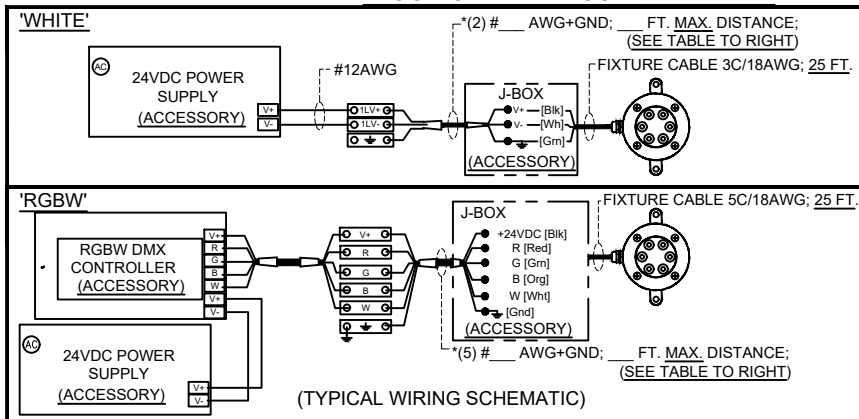 'WHITE'
*(2) #___ AWG+GND; ___ FT. MAX. DISTANCE;
(SEE TABLE TO RIGHT)
AC
24VDC POWER
SUPPLY
(ACCESSORY)
V+
V-
#12AWG
1LV+
1LV-
FIXTURE CABLE 3C/18AWG; 25 FT.
J-BOX
V+ [Blk]
V- [Wh]
[Grn]
(ACCESSORY)
'RGBW'
RGBW DMX
CONTROLLER
(ACCESSORY)
V+
R
G
B
W
V+
V-
V+
R
G
B
W
J-BOX
+24VDC [Blk]
R [Red]
G [Grn]
B [Org]
W [Wht]
[Gnd]
(ACCESSORY)
FIXTURE CABLE 5C/18AWG; 25 FT.
AC
24VDC POWER
SUPPLY
(ACCESSORY)
V+
V-
*(5) #___ AWG+GND; ___ FT. MAX. DISTANCE;
(SEE TABLE TO RIGHT)
(TYPICAL WIRING SCHEMATIC)